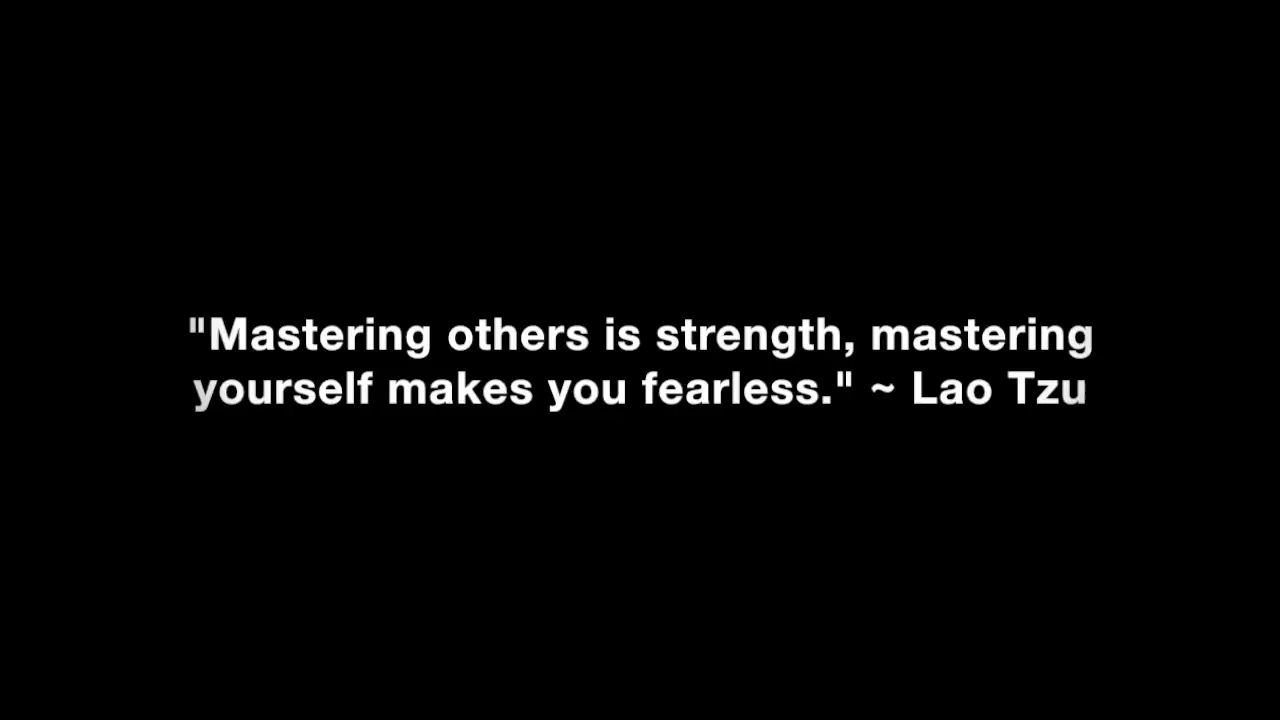 "Mastering others is strength, mastering
yourself makes you fearless." ~ Lao Tzu